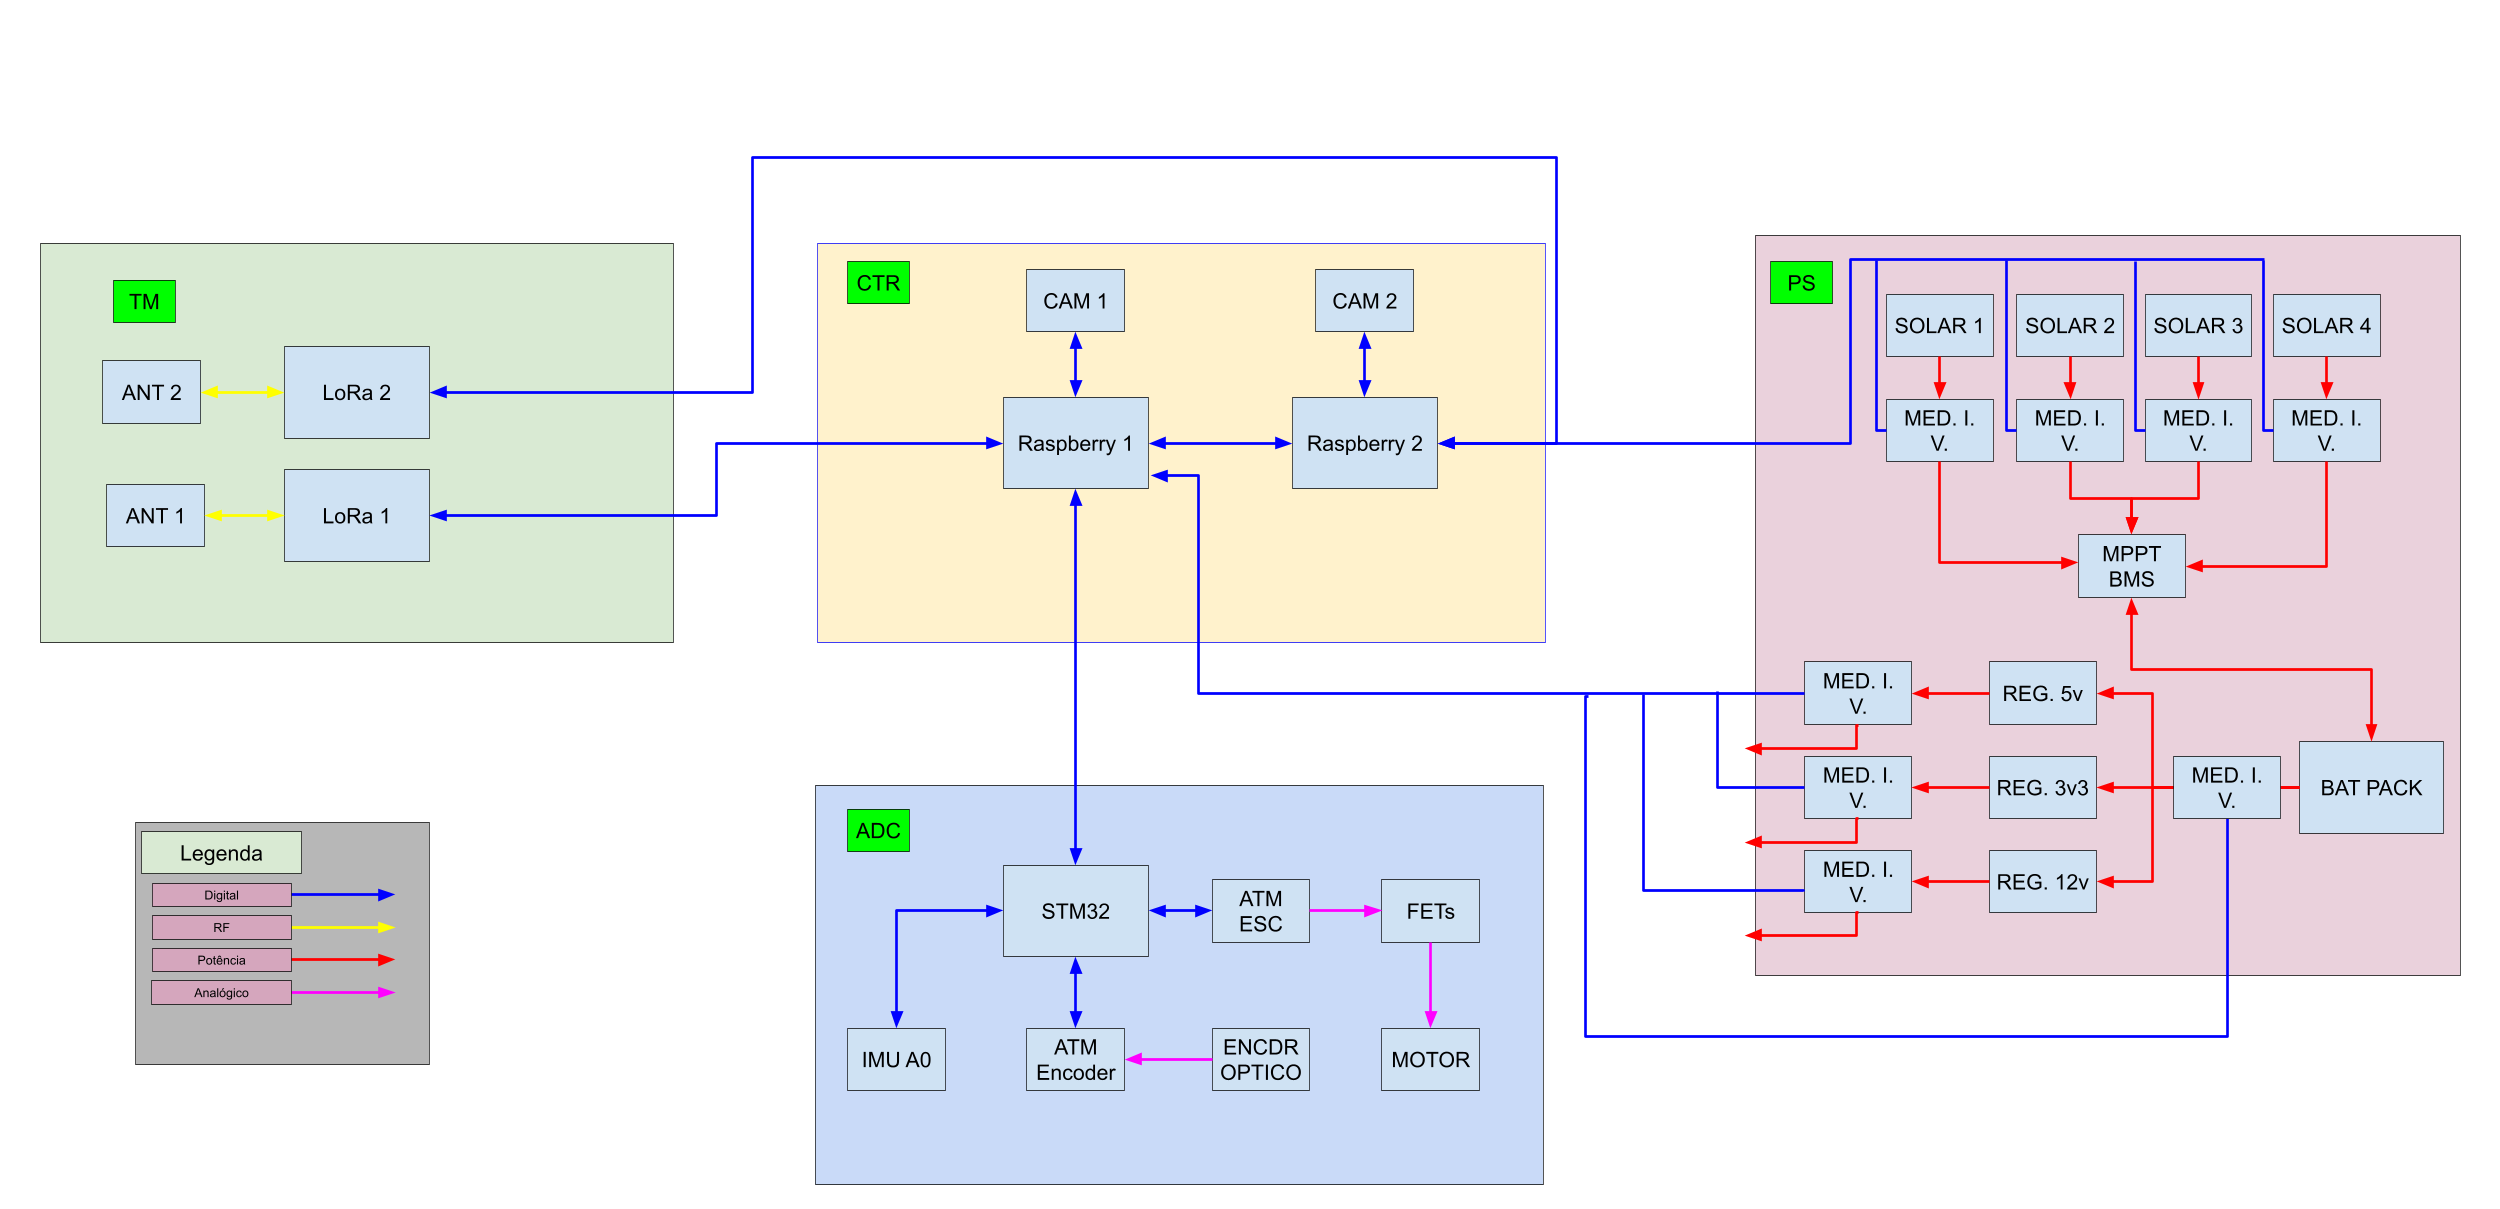 TM
ANT 2
LoRa 2
ANT 1
LoRa 1
CTR
CAM 1
CAM 2
Raspberry 1
Raspberry 2
PS
SOLAR 1
SOLAR 2
SOLAR 3
SOLAR 4
MED. I.
V.
MED. I.
V.
MED. I.
V.
MED. I.
V.
MPPT
BMS
MED. I.
V.
REG. 5v
MED. I.
V.
REG. 3v3
MED. I.
V.
BAT PACK
MED. I.
V.
REG. 12v
Legenda
Digital
RF
Potência
Analógico
ADC
STM32
ATM
ESC
FETs
IMU A0
ATM
Encoder
ENCDR
OPTICO
MOTOR